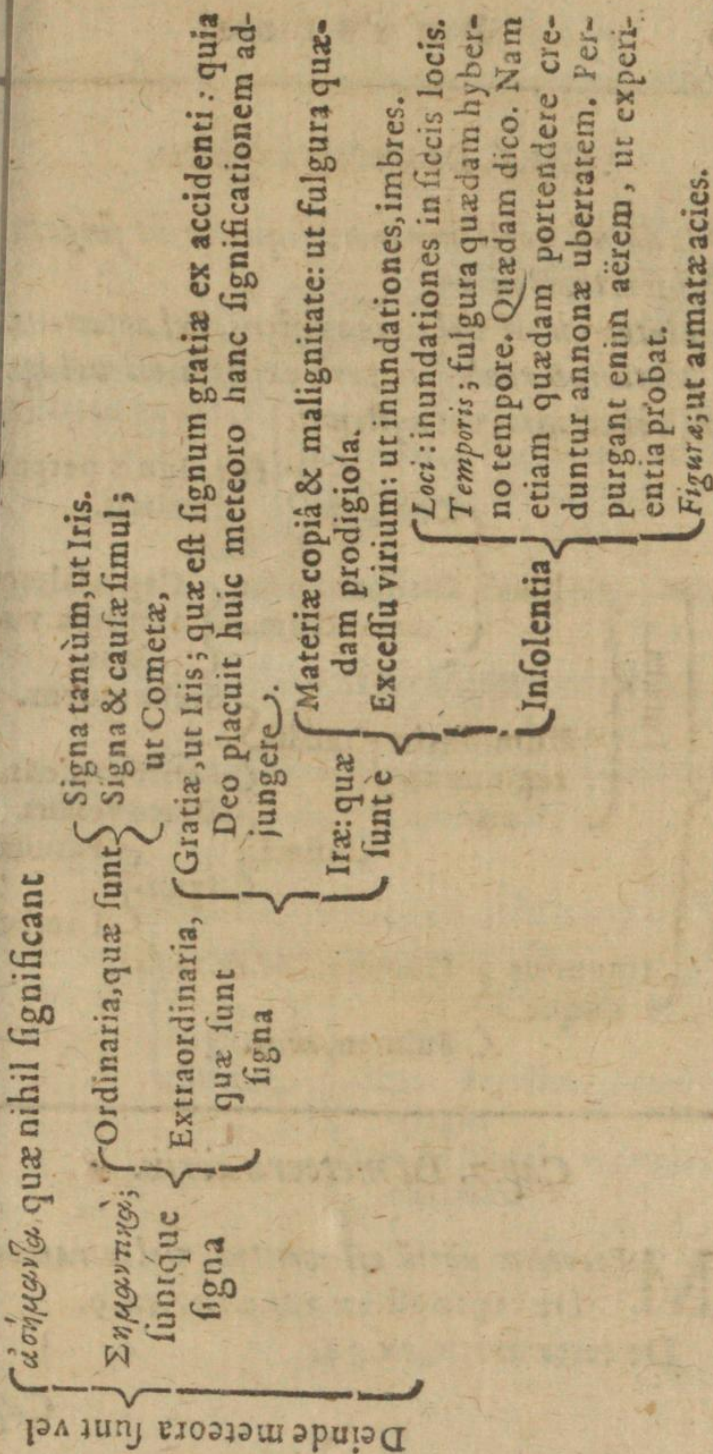 Deinde meteora sunt vel
ἀσήμαντα quæ nihil significant
Σημαντικὰ;
suntque
signa
Ordinaria, quæ sunt
Signa tantùm, ut Iris.
Signa & causæ simul;
ut Cometæ,
Extraordinaria,
quæ sunt
signa
Gratiæ, ut Iris; quæ est signum gratiæ ex accidenti: quia
Deo placuit huic meteoro hanc significationem ad-
jungere.
Iræ: quæ
sunt è
Materiæ copiâ & malignitate: ut fulgura quæ-
dam prodigiosa.
Excessu virium: ut inundationes, imbres.
Insolentia
Loci: inundationes in siccis locis.
Temporis; fulgura quædam hyber-
no tempore. Quædam dico. Nam
etiam quædam portendere cre-
duntur annonæ ubertatem. Per-
purgant enim aërem, ut experi-
entia probat.
Figuræ; ut armatæ acies.